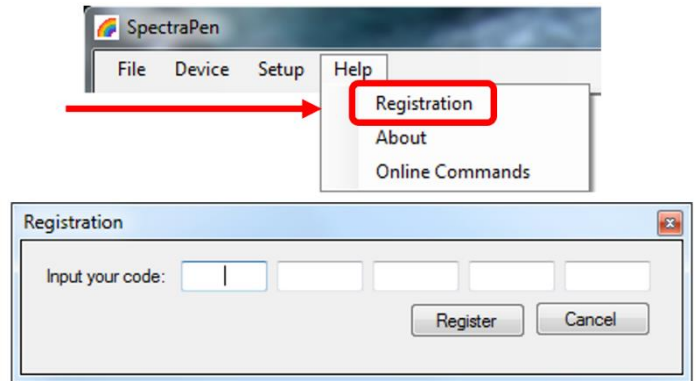 SpectraPen
File Device Setup Help
Registration
About
Online Commands
Registration
Input your code:
Register Cancel